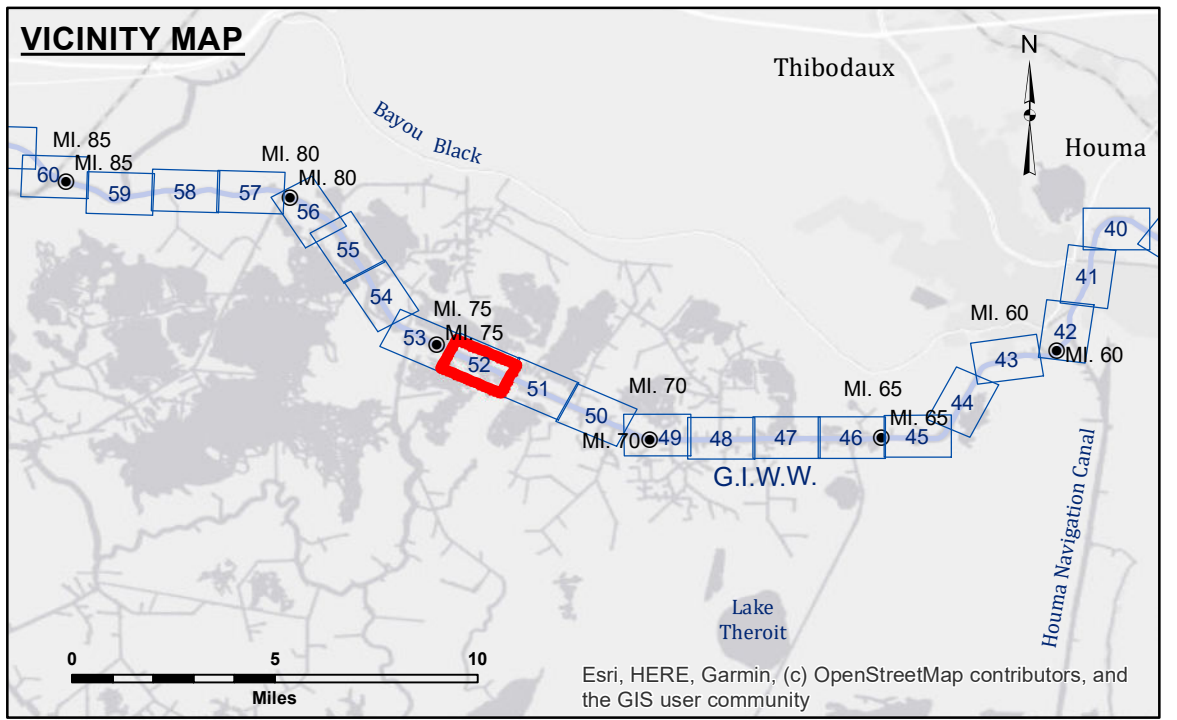 VICINITY MAP
N
Thibodaux
Houma
Bayou Black
MI. 85
MI. 85
MI. 80
MI. 80
60
59
58
57
56
55
54
53
MI. 75
MI. 75
52
51
50
MI. 70
MI. 70
49
48
47
46
45
MI. 65
MI. 65
44
43
MI. 60
MI. 60
42
41
40
G.I.W.W.
Houma Navigation Canal
Lake
Theroit
0 5 10
Miles
Esri, HERE, Garmin, (c) OpenStreetMap contributors, and
the GIS user community